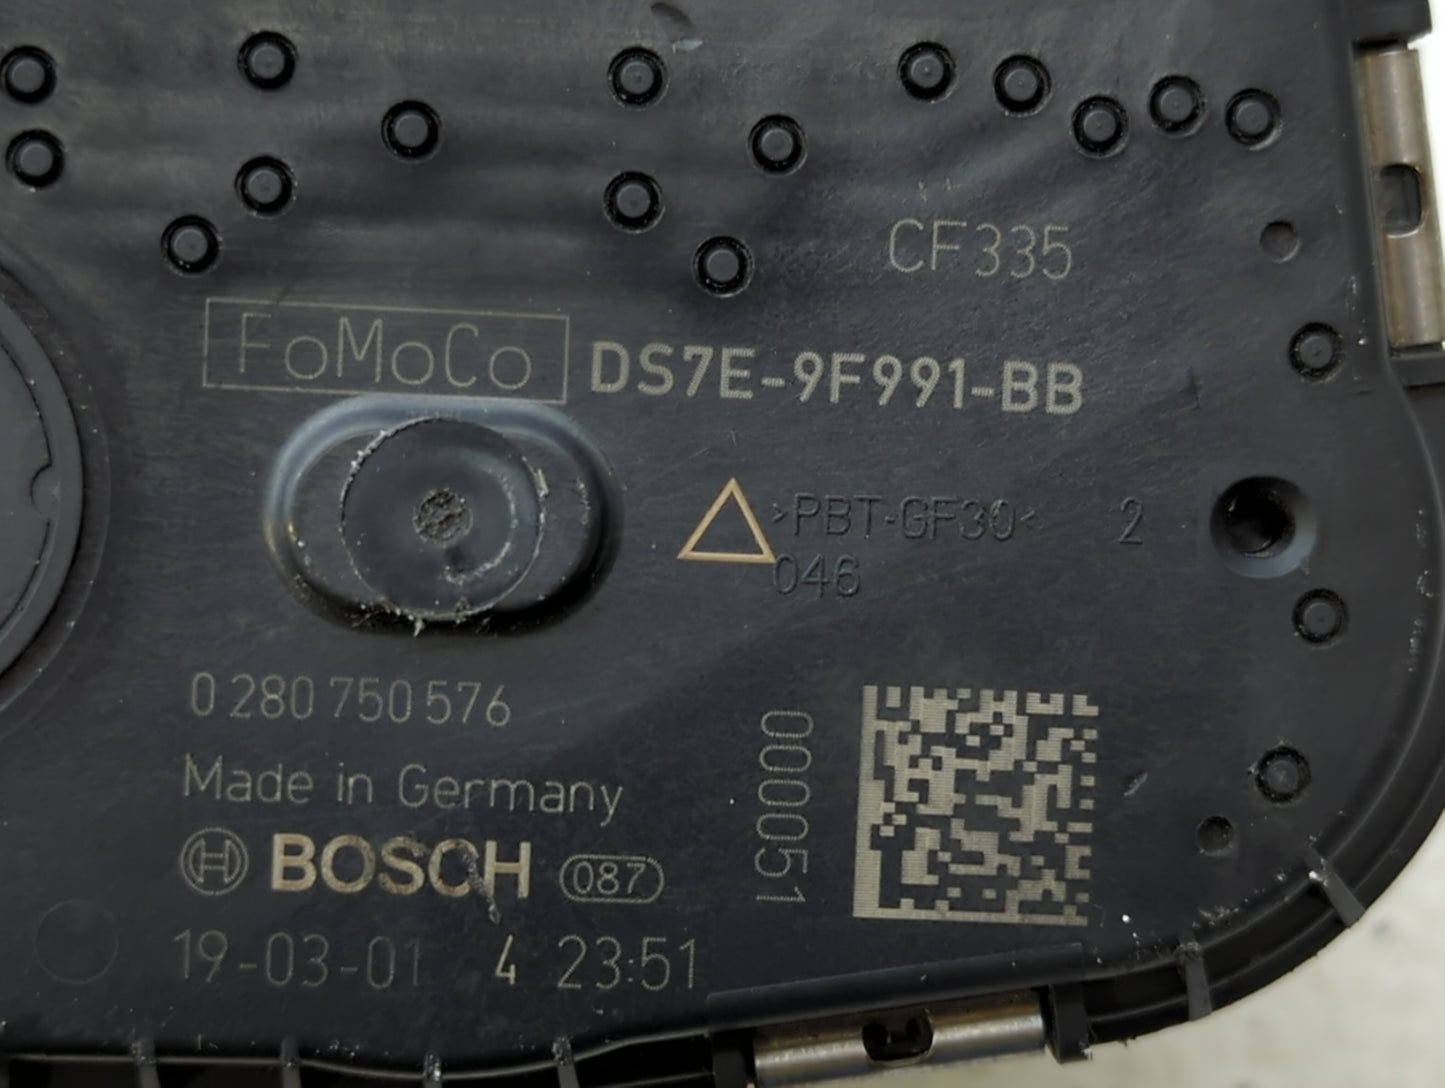 CF335
FoMoCo DS7E-9F991-BB
>PBT-GF30< 2
046
0 280 750 576
Made in Germany
000051
BOSCH 087
19-03-01 4 23:51